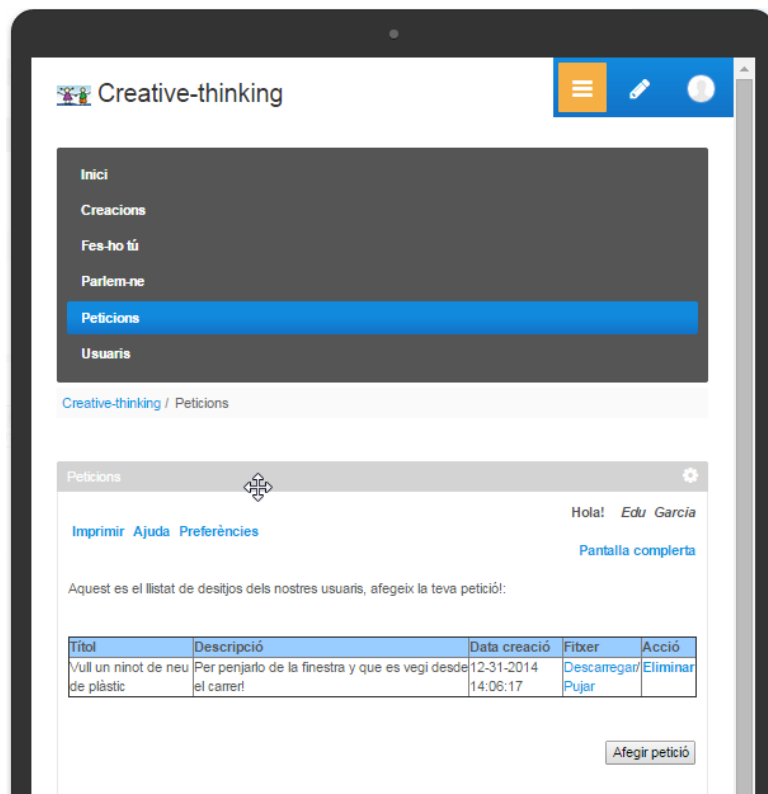 Creative-thinking
Inici
Creacions
Fes-ho tú
Parlem-ne
Peticions
Usuaris
Creative-thinking / Peticions
Peticions
Hola! Edu García
Imprimir Ajuda Preferències
Pantalla complerta
Aquest es el llistat de desitjos dels nostres usuaris, afegeix la teva petició!:
Títol Descripció Data creació Fitxer Acció
Vull un ninot de neu Per penjarlo de la finestra y que es vegi desde 12-31-2014 Descarregar/ Eliminar
de plàstic el carrer! 14:06:17 Pujar
Afegir petició